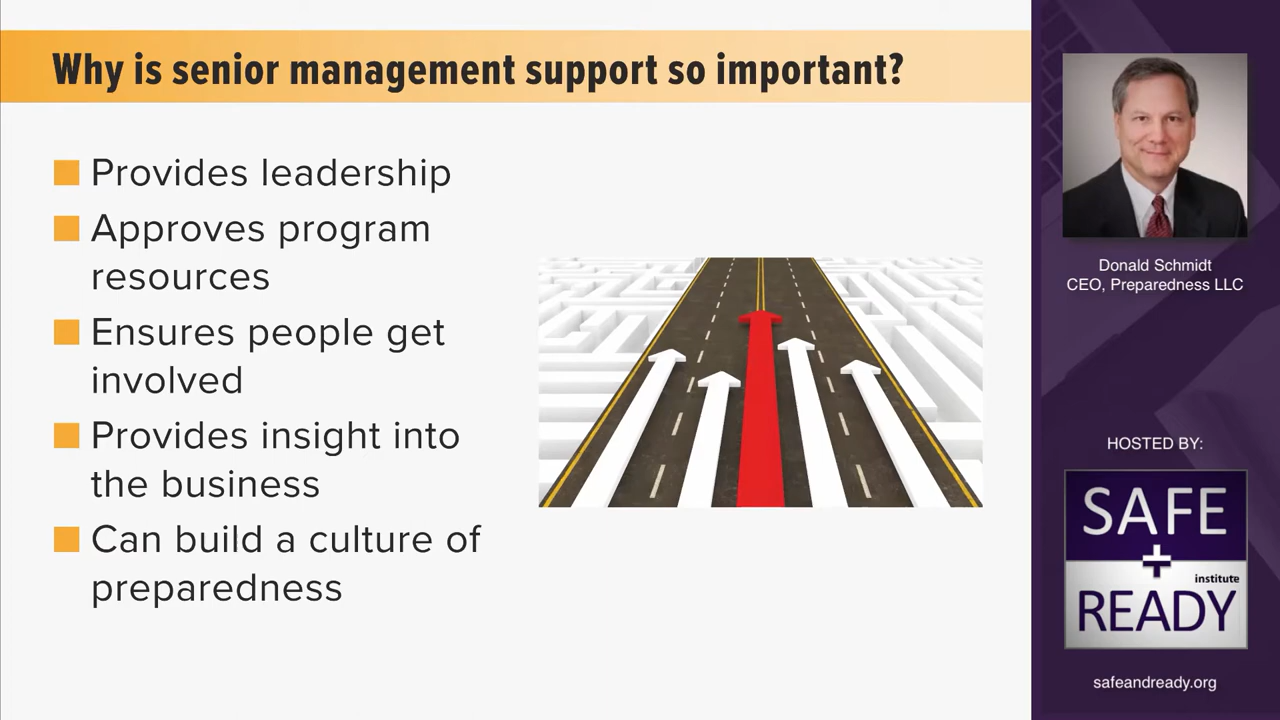 Why is senior management support so important?
Provides leadership
Approves program
resources
Ensures people get
involved
Provides insight into
the business
Can build a culture of
preparedness
Donald Schmidt
CEO, Preparedness LLC
HOSTED BY:
SAFE
+
institute
READY
safeandready.org